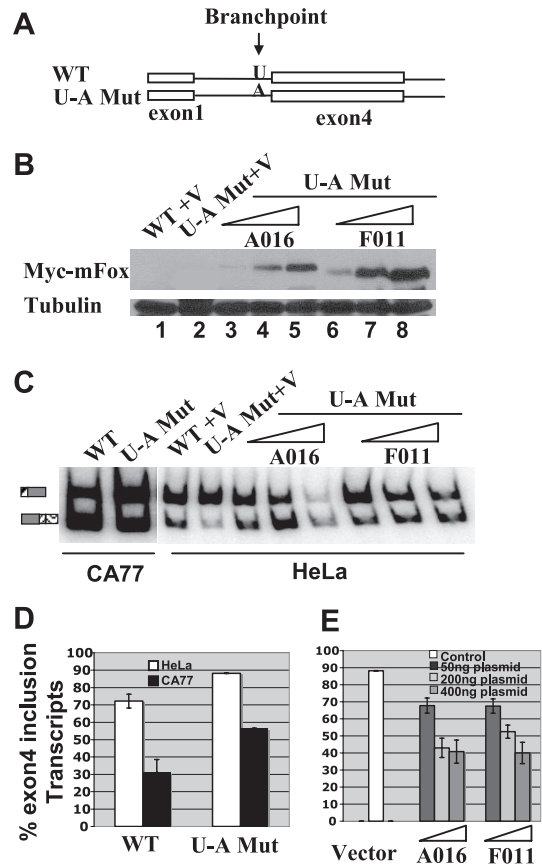 A
Branchpoint
WT
U
U-A Mut
A
exon1
exon4
B
WT +V
U-A Mut+V
U-A Mut
A016
F011
Myc-mFox
Tubulin
1 2 3 4 5 6 7 8
C
WT
U-A Mut
WT +V
U-A Mut+V
U-A Mut
A016
F011
CA77
HeLa
D
% exon4 inclusion
Transcripts
100
90
80
70
60
50
40
30
20
10
0
HeLa
CA77
WT
U-A Mut
E
100
90
80
70
60
50
40
30
20
10
0
Control
50ng plasmid
200ng plasmid
400ng plasmid
Vector
A016
F011